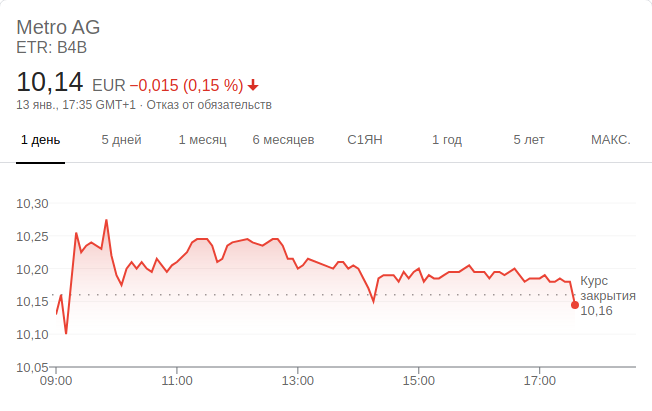 Metro AG
ETR: B4B
10,14 EUR −0,015 (0,15 %)
13 янв., 17:35 GMT+1 · Отказ от обязательств
1 день 5 дней 1 месяц 6 месяцев С1ЯН 1 год 5 лет МАКС.
10,30
10,25
10,20
10,15
10,10
10,05
Курс
закрытия
10,16
09:00 11:00 13:00 15:00 17:00